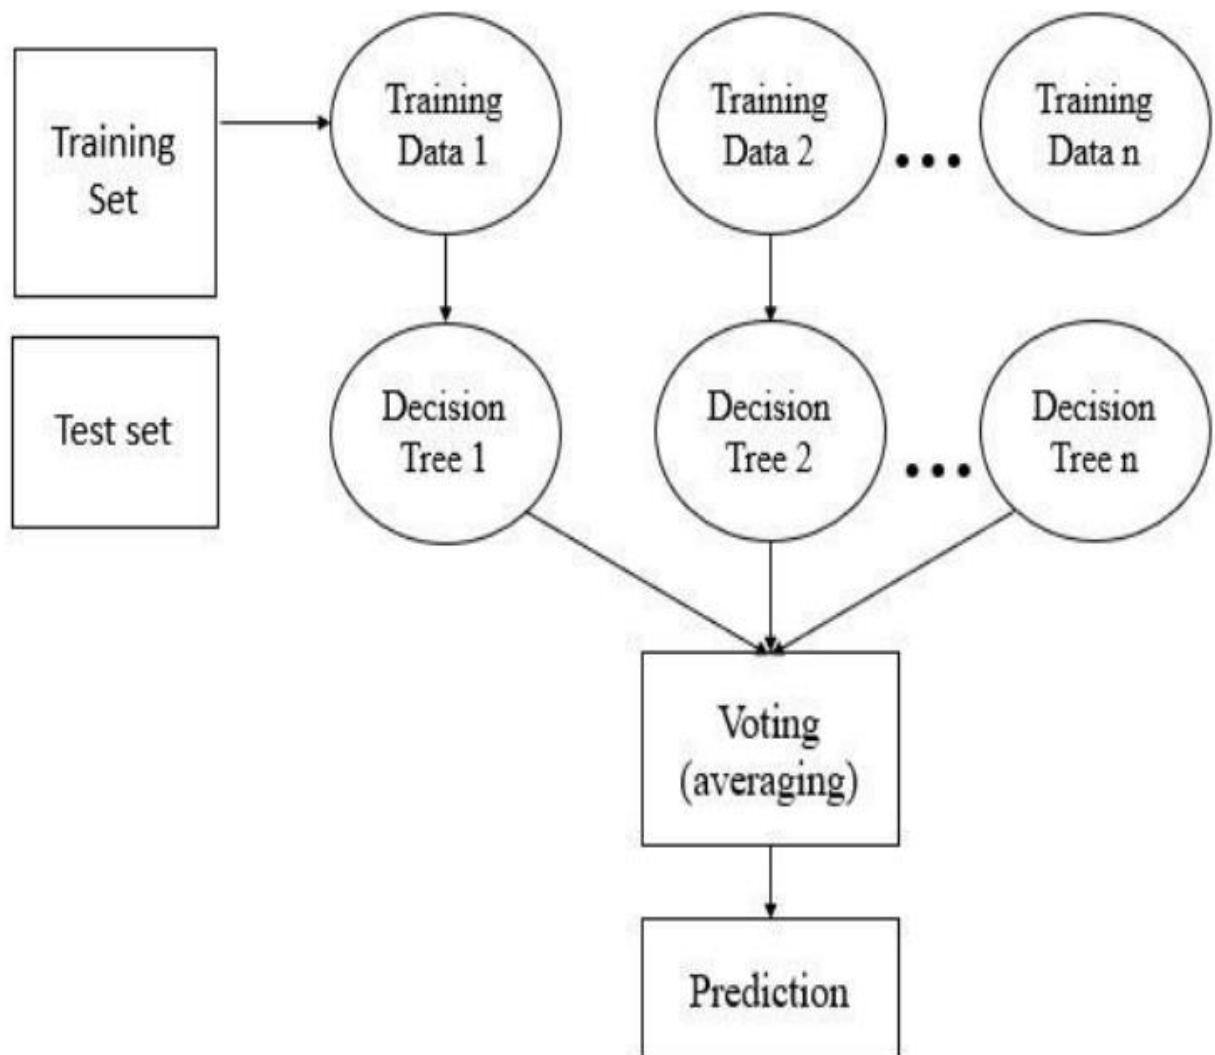 Training
Set
Training
Data 1
Training
Data 2
Training
Data n
Test set
Decision
Tree 1
Decision
Tree 2
Decision
Tree n
Voting
(averaging)
Prediction